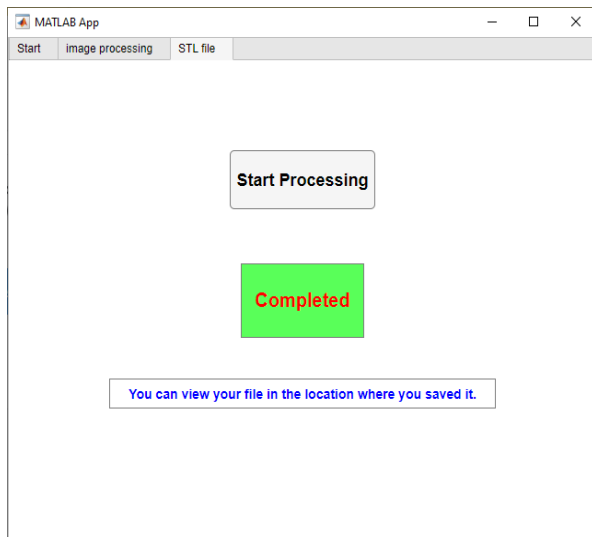 MATLAB App
Start image processing STL file
Start Processing
Completed
You can view your file in the location where you saved it.